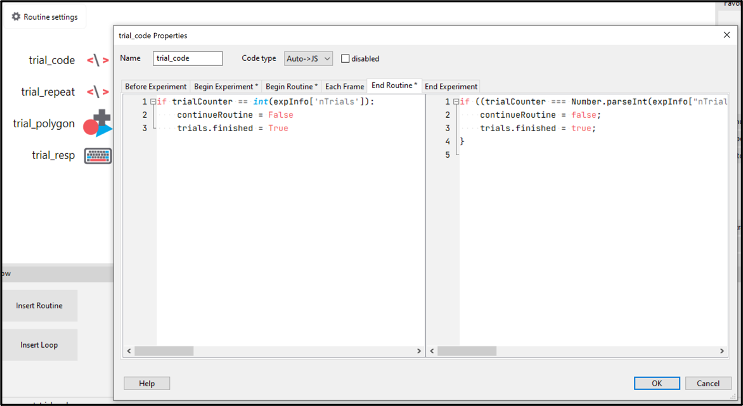 Favo
Routine settings
trial_code Properties
Name trial_code Code type Auto->JS disabled
trial_code
trial_repeat
trial_polygon
trial_resp
Before Experiment Begin Experiment * Begin Routine * Each Frame End Routine * End Experiment
1 if trialCounter == int(expInfo['nTrials']):
2 continueRoutine = False
3 trials.finished = True
1 if ((trialCounter === Number.parseInt(expInfo["nTrial
2 continueRoutine = false;
3 trials.finished = true;
4 }
5
ow
Insert Routine
Insert Loop
Help OK Cancel